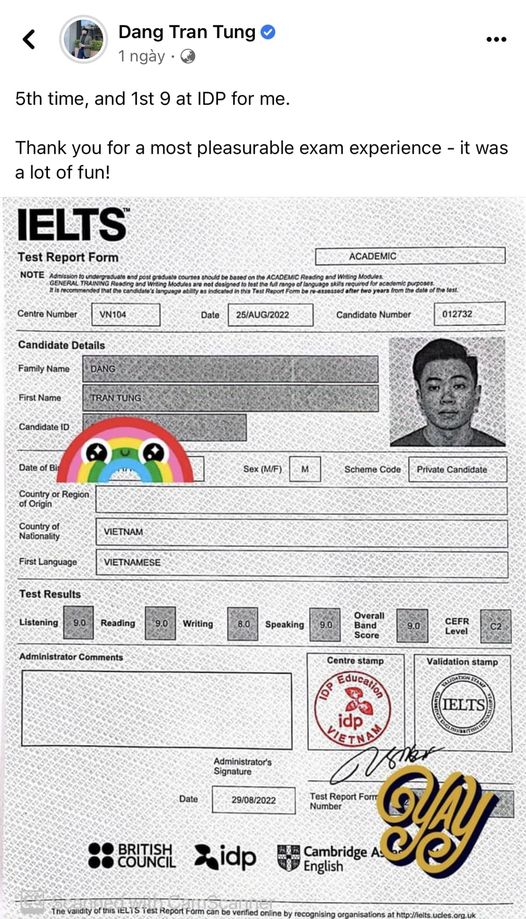 Dang Tran Tung
1 ngày ·
5th time, and 1st 9 at IDP for me.
Thank you for a most pleasurable exam experience - it was
a lot of fun!
IELTS™
Test Report Form
ACADEMIC
NOTE Admission to undergraduate and post graduate courses should be based on the ACADEMIC Reading and Writing Modules.
GENERAL TRAINING Reading and Writing Modules are not designed to test the full range of language skills required for academic purposes.
It is recommended that the candidate's language ability as indicated in this Test Report Form be re-assessed after two years from the date of the test.
Centre Number VN104 Date 25/AUG/2022 Candidate Number 012732
Candidate Details
Family Name DANG
First Name TRAN TUNG
Candidate ID
Date of Bi Sex (M/F) M Scheme Code Private Candidate
Country or Region
of Origin
Country of
Nationality VIETNAM
First Language VIETNAMESE
Test Results
Listening 9.0 Reading 9.0 Writing 8.0 Speaking 9.0 Overall Band Score 9.0 CEFR Level C2
Administrator Comments
Centre stamp
Validation stamp
IDP Education
idp
VIETNAM
VALIDATION STAMP
IELTS
Administrator's
Signature
Date 29/08/2022
Test Report Form
Number
YAY
BRITISH
COUNCIL
idp
Cambridge As
English
Scanned with CamScanner
The validity of this IELTS Test Report Form can be verified online by recognising organisations at http://ielts.ucles.org.uk